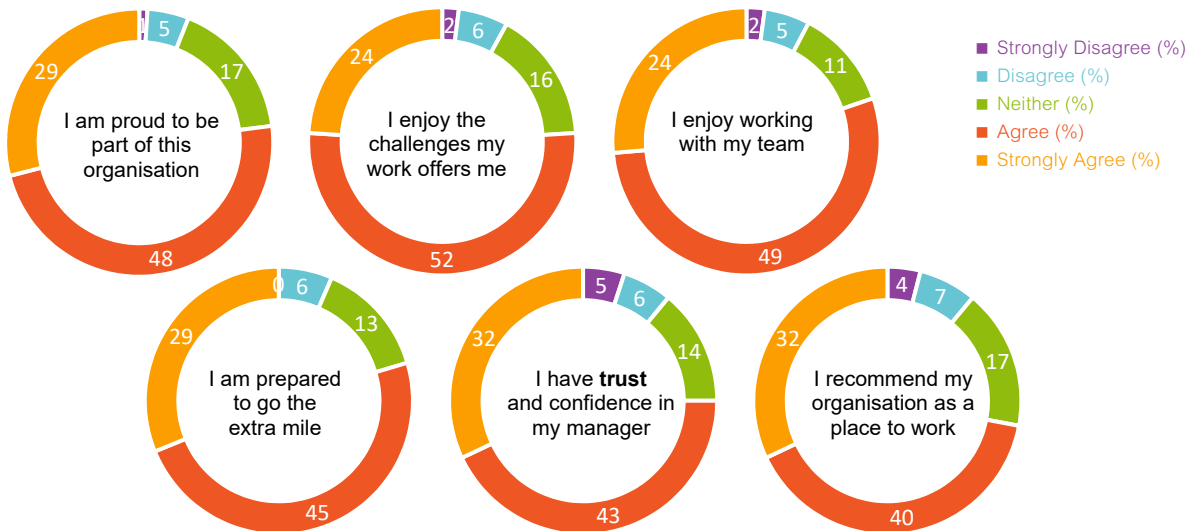 1
5
17
29
48
I am proud to be
part of this
organisation
2
6
16
24
52
I enjoy the
challenges my
work offers me
2
5
11
24
49
I enjoy working
with my team
Strongly Disagree (%)
Disagree (%)
Neither (%)
Agree (%)
Strongly Agree (%)
0
6
13
29
45
I am prepared
to go the
extra mile
5
6
14
32
43
I have trust
and confidence in
my manager
4
7
17
32
40
I recommend my
organisation as a
place to work